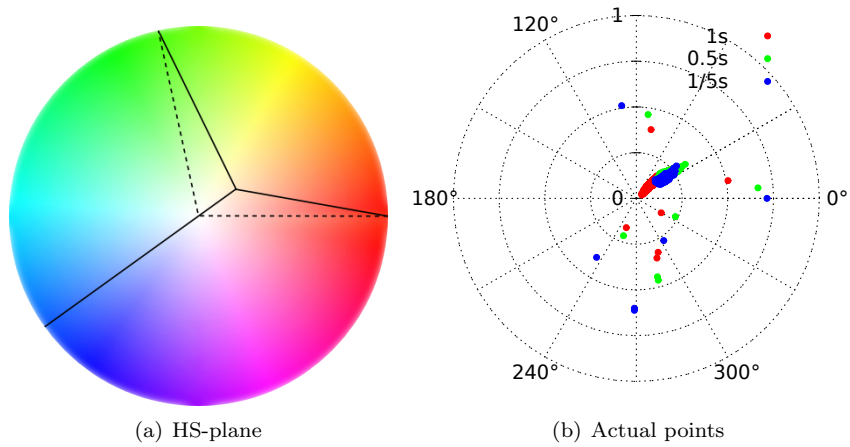 1
120°
1s
0.5s
1/5s
180°
0
0°
240°
300°
(a) HS-plane
(b) Actual points